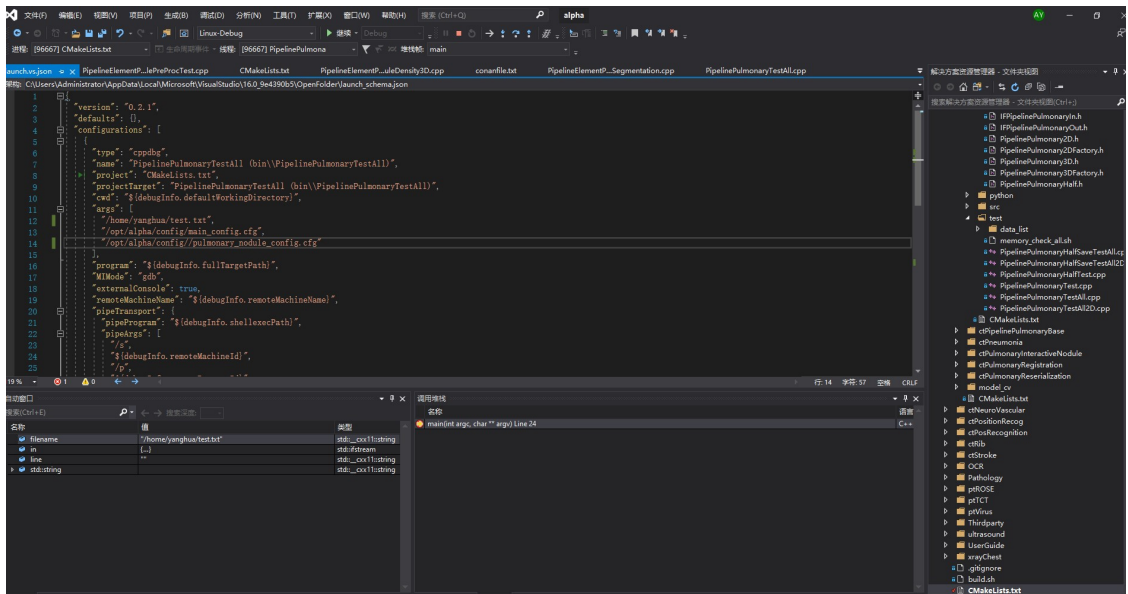 文件(F) 编辑(E) 视图(V) 项目(P) 生成(B) 调试(D) 分析(N) 工具(T) 扩展(X) 窗口(W) 帮助(H) 搜索 (Ctrl+Q) alpha AY
Linux-Debug 继续 Debug
进程: [96667] CMakeLists.txt 生命周期事件 线程: [96667] PipelinePulmona 堆栈帧: main
aunch.vs.json PipelineElementP...lePreProcTest.cpp CMakeLists.txt PipelineElementP...uleDensity3D.cpp conanfile.txt PipelineElementP...Segmentation.cpp PipelinePulmonaryTestAll.cpp
架构: C:\Users\Administrator\AppData\Local\Microsoft\VisualStudio\16.0_9e4390b5\OpenFolder\launch_schema.json
1 {
2 "version": "0.2.1",
3 "defaults": {},
4 "configurations": [
5 {
6 "type": "cppdbg",
7 "name": "PipelinePulmonaryTestAll (bin\\PipelinePulmonaryTestAll)",
8 "project": "CMakeLists.txt",
9 "projectTarget": "PipelinePulmonaryTestAll (bin\\PipelinePulmonaryTestAll)",
10 "cwd": "${debugInfo.defaultWorkingDirectory}",
11 "args": [
12 "/home/yanghua/test.txt",
13 "/opt/alpha/config/main_config.cfg",
14 "/opt/alpha/config//pulmonary_nodule_config.cfg"
15 ],
16 "program": "${debugInfo.fullTargetPath}",
17 "MIMode": "gdb",
18 "externalConsole": true,
19 "remoteMachineName": "${debugInfo.remoteMachineName}",
20 "pipeTransport": {
21 "pipeProgram": "${debugInfo.shellexecPath}",
22 "pipeArgs": [
23 "/s",
24 "${debugInfo.remoteMachineId}",
25 "/p",
19 % 1 0 行: 14 字符: 57 空格 CRLF
自动窗口
搜索(Ctrl+E) 搜索深度:
名称 值 类型
filename "/home/yanghua/test.txt" std::__cxx11::string
in {...} std::ifstream
line "" std::__cxx11::string
std::string std::__cxx11::string
调用堆栈
名称 语言
main(int argc, char ** argv) Line 24 C++
解决方案资源管理器 - 文件夹视图
搜索解决方案资源管理器 - 文件夹视图(Ctrl+;)
IFPipelinePulmonaryIn.h
IFPipelinePulmonaryOut.h
PipelinePulmonary2D.h
PipelinePulmonary2DFactory.h
PipelinePulmonary3D.h
PipelinePulmonary3DFactory.h
PipelinePulmonaryHalf.h
python
src
test
data_list
memory_check_all.sh
PipelinePulmonaryHalfSaveTestAll.cp
PipelinePulmonaryHalfSaveTestAll2D
PipelinePulmonaryHalfTest.cpp
PipelinePulmonaryTest.cpp
PipelinePulmonaryTestAll.cpp
PipelinePulmonaryTestAll2D.cpp
CMakeLists.txt
ctPipelinePulmonaryBase
ctPneumonia
ctPulmonaryInteractiveNodule
ctPulmonaryRegistration
ctPulmonaryReserialization
model_cv
CMakeLists.txt
ctNeuroVascular
ctPositionRecog
ctPosRecognition
ctRib
ctStroke
OCR
Pathology
ptROSE
ptTCT
ptVirus
Thirdparty
ultrasound
UserGuide
xrayChest
.gitignore
build.sh
CMakeLists.txt